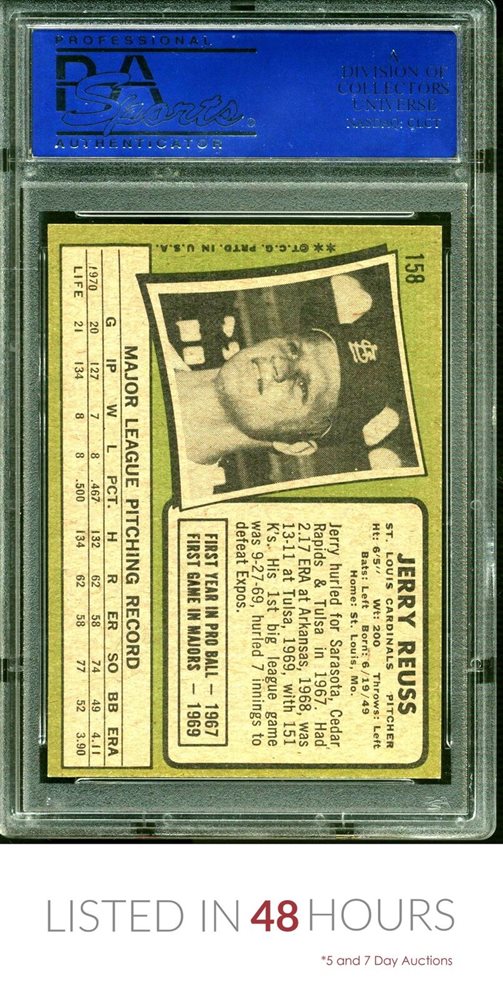 PROFESSIONAL
PSA
Sports
AUTHENTICATOR
A
DIVISION OF
COLLECTORS
UNIVERSE
NASDAQ: CLCT
158
JERRY REUSS
ST. LOUIS CARDINALS PITCHER
Ht: 6'5" Wt: 200 Throws: Left
Bats: Left Born: 6/19/49
Home: St. Louis, Mo.
Jerry hurled for Sarasota, Cedar
Rapids & Tulsa in 1967. Had
2.17 ERA at Arkansas, 1968, was
13-11 at Tulsa, 1969, with 151
K's. His 1st big league game
was 9-27-69, hurled 7 innings to
defeat Expos.
FIRST YEAR IN PRO BALL — 1967
FIRST GAME IN MAJORS — 1969
MAJOR LEAGUE PITCHING RECORD
G IP W L PCT. H R ER SO BB ERA
1970 20 127 7 8 .467 132 62 58 74 49 4.11
LIFE 21 134 8 8 .500 134 62 58 77 52 3.90
** ©T.C.G. PRTD. IN U.S.A.
LISTED IN 48 HOURS
*5 and 7 Day Auctions